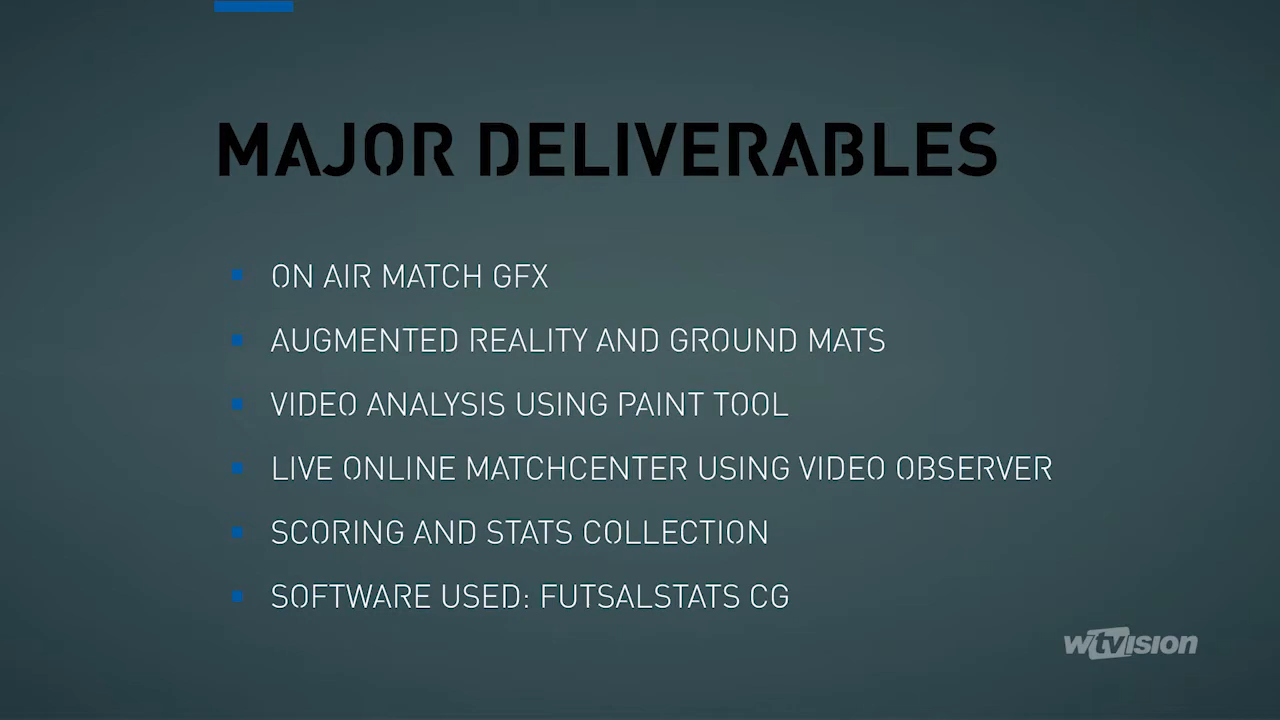 MAJOR DELIVERABLES
ON AIR MATCH GFX
AUGMENTED REALITY AND GROUND MATS
VIDEO ANALYSIS USING PAINT TOOL
LIVE ONLINE MATCHCENTER USING VIDEO OBSERVER
SCORING AND STATS COLLECTION
SOFTWARE USED: FUTSALSTATS CG
wtvision